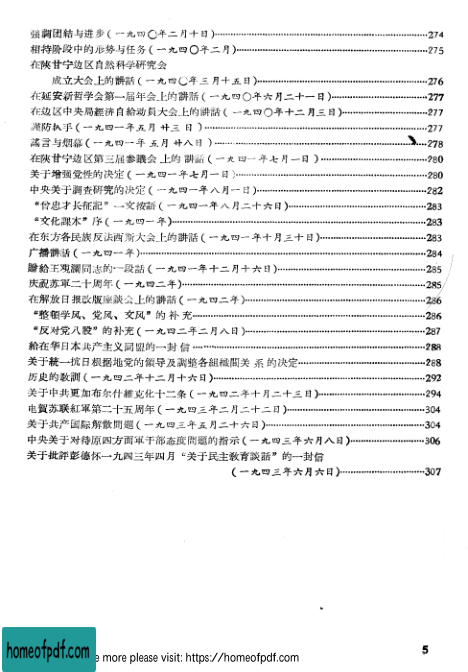 强調团結与进步(一九四〇年二月十日)……274
相持阶段中的形势与任务(一九四〇年二月)……275
在陕甘宁边区自然科学研究会
成立大会上的講話(一九四〇年三月十五日)……276
在延安新哲学会第一届年会上的講話(一九四〇年六月二十一日)……277
在边区中央局經济自給动員大会上的講話(一九四〇年十二月三日)……277
謹防扒手(一九四一年五月廿三日)……277
謠言与烟幕(一九四一年五月廿八日)……278
在陕甘宁边区第三届参議会上的講話(一九四一年七月一日)……280
关于增强党性的决定(一九四一年七月一日)……280
中央关于調查研究的决定(一九四一年八月一日)……282
“曾忠才长征記”一文按語(一九四一年八月二十六日)……283
“文化課本”序(一九四一年)……283
在东方各民族反法西斯大会上的講話(一九四一年十月三十日)……283
广播講話(一九四一年)……284
贈給王观瀾同志的一段話(一九四一年十二月十六日)……285
庆祝苏軍二十周年(一九四二年)……285
在解放日报改版座談会上的講話(一九四二年)……286
“整頓学风、党风、文风”的补充……286
“反对党八股”的补充(一九四二年二月八日)……287
給在华日本共产主义同盟的一封信……288
关于統一抗日根据地党的領导及調整各组織間关系的决定……288
历史的教訓(一九四二年十二月十六日)……292
关于中共更加布尔什維克化十二条(一九四二年十二月二十三日)……294
电賀苏联紅軍第二十五周年(一九四三年二月二十二日)……304
关于共产国际解散問題(一九四三年五月二十六日)……304
中央关于对待原四方面軍干部态度問題的指示(一九四三年六月八日)……306
关于批評彭德怀一九四三年四月“关于民主教育談話”的一封信
(一九四三年六月六日)……307
5
homeofpdf.com
e more please visit: https://homeofpdf.com